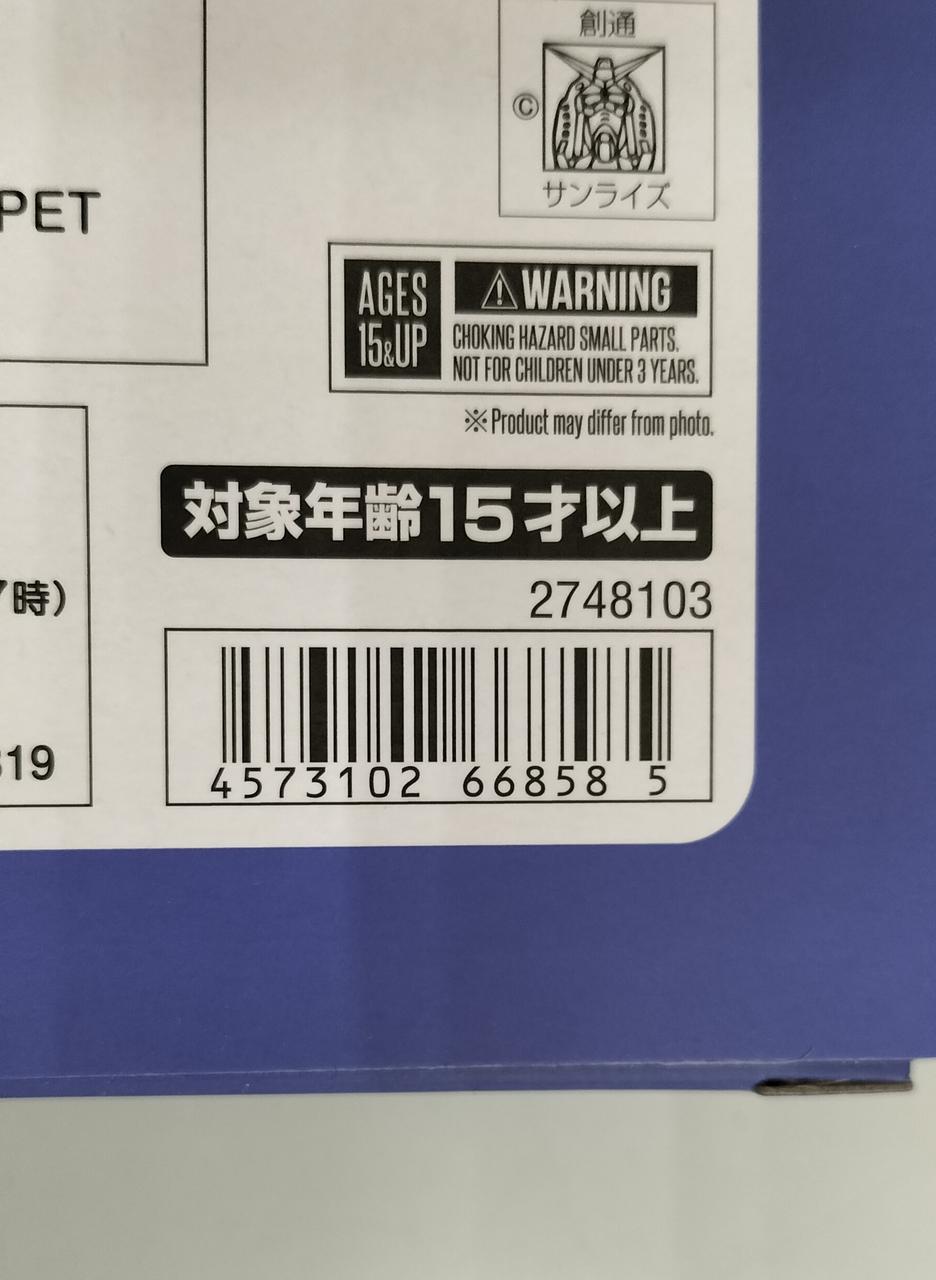 創通
©
サンライズ
PET
AGES
15&UP
⚠WARNING
CHOKING HAZARD SMALL PARTS.
NOT FOR CHILDREN UNDER 3 YEARS.
※Product may differ from photo.
対象年齢15才以上
2748103
時)
19
4573102 66858 5